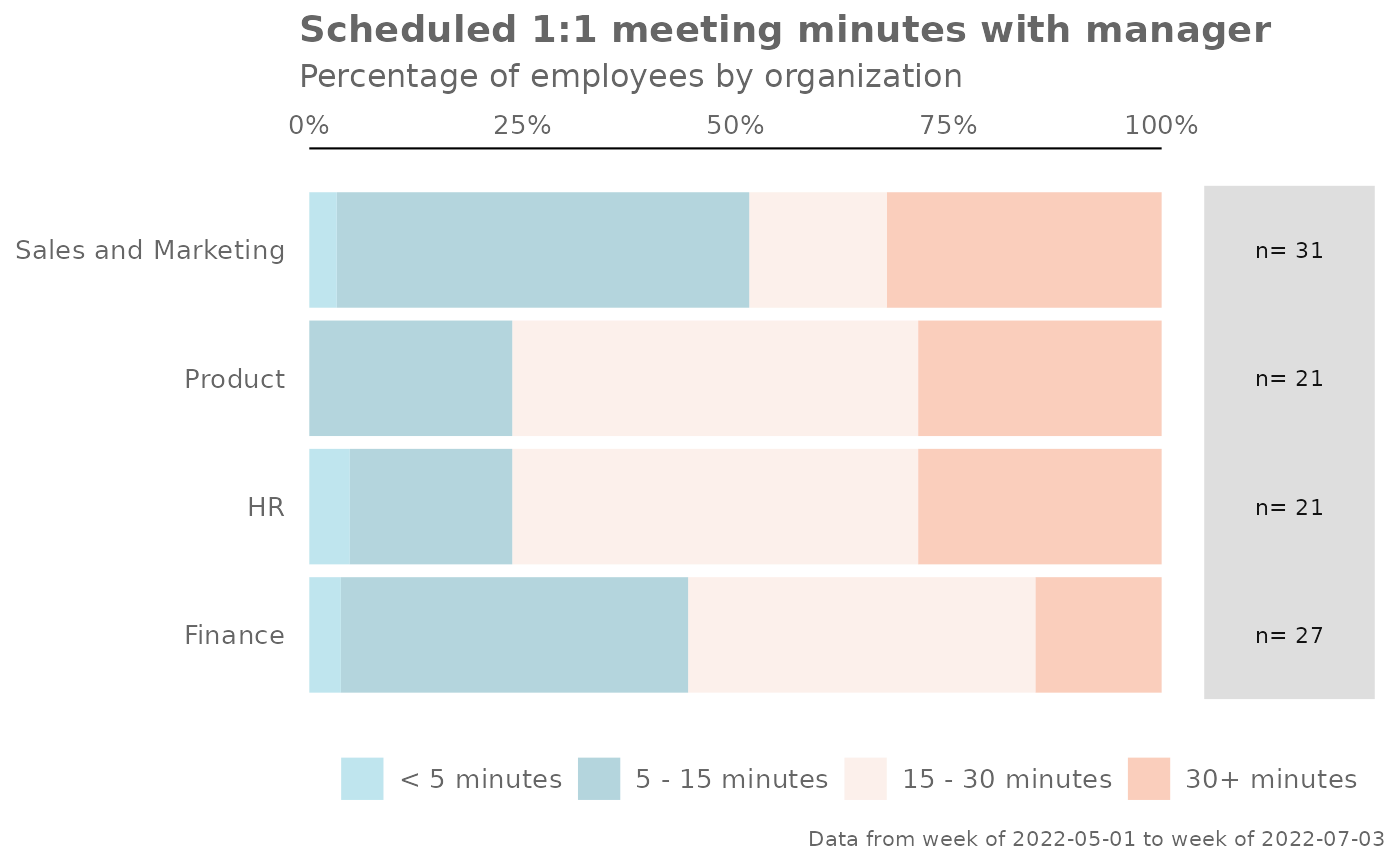 Scheduled 1:1 meeting minutes with manager
Percentage of employees by organization
0% 25% 50% 75% 100%
Sales and Marketing n= 31
Product n= 21
HR n= 21
Finance n= 27
< 5 minutes 5 - 15 minutes 15 - 30 minutes 30+ minutes
Data from week of 2022-05-01 to week of 2022-07-03